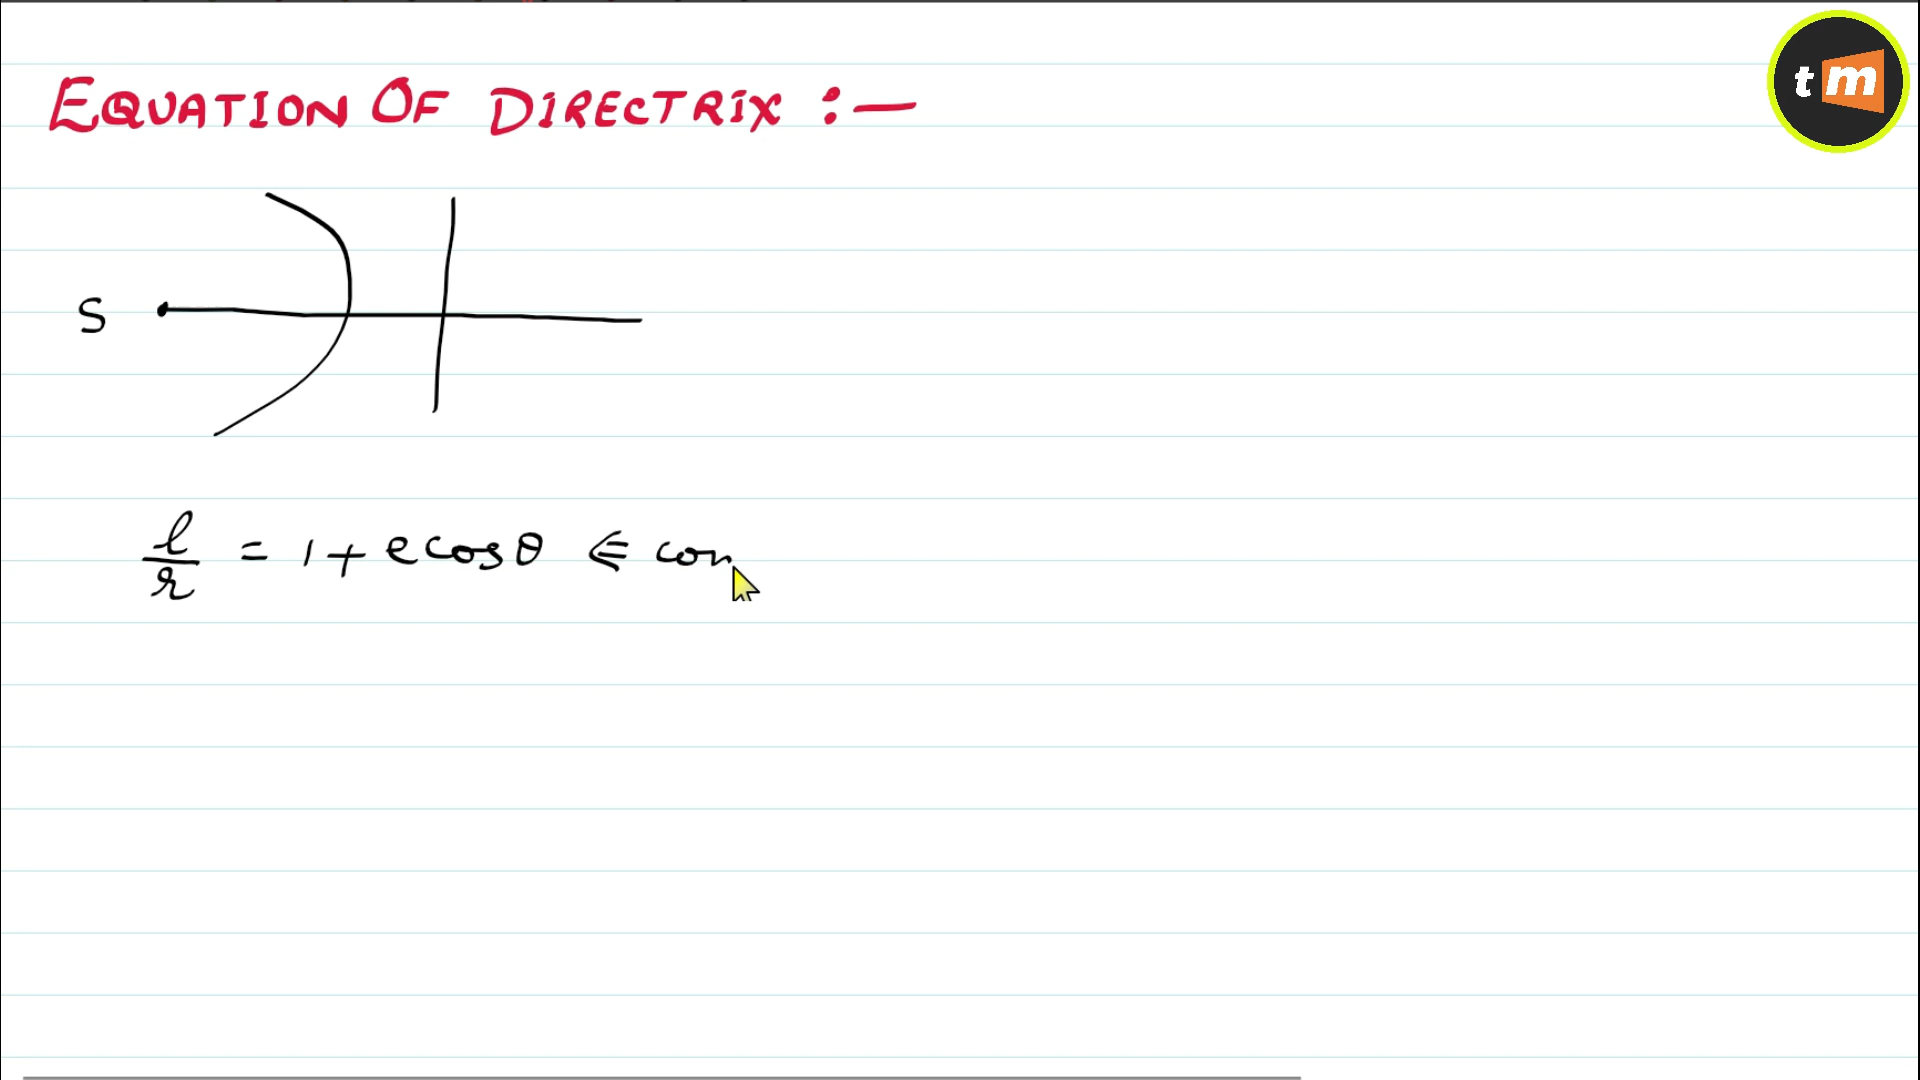 EQUATION OF DIRECTRIX :—
tm
S
l/r = 1 + e cos θ ⋲ con